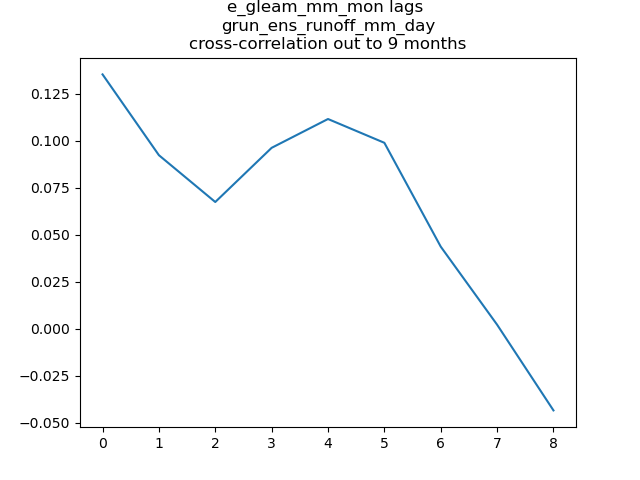 e_gleam_mm_mon lags
grun_ens_runoff_mm_day
cross-correlation out to 9 months
0.125
0.100
0.075
0.050
0.025
0.000
−0.025
−0.050
0 1 2 3 4 5 6 7 8